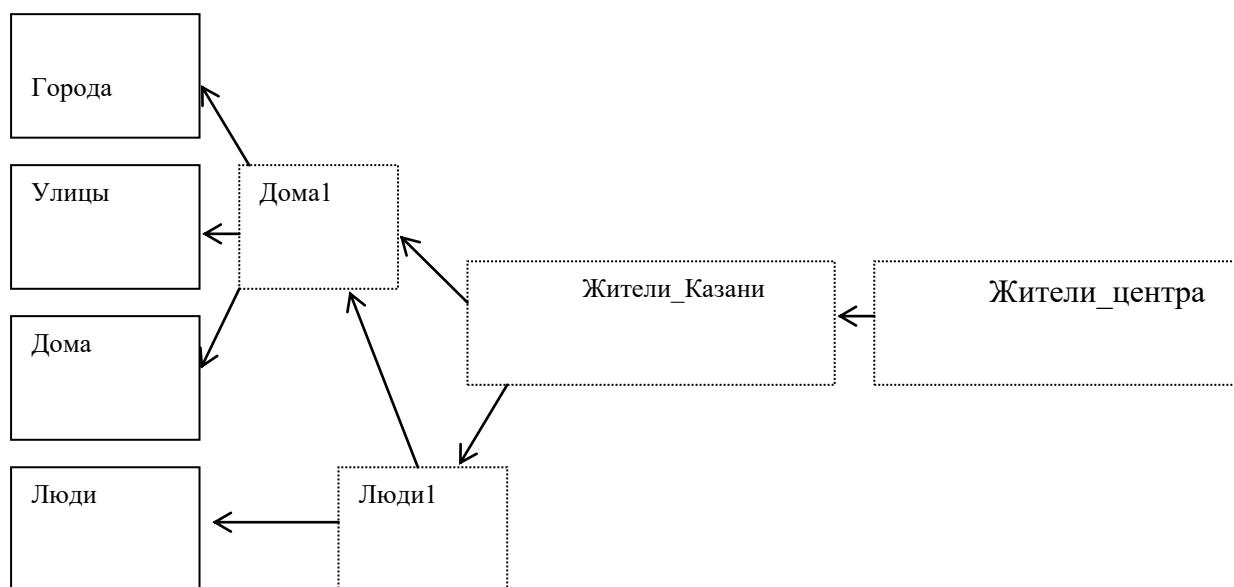 Города
Улицы
Дома1
Жители_Казани
Жители_центра
Дома
Люди
Люди1